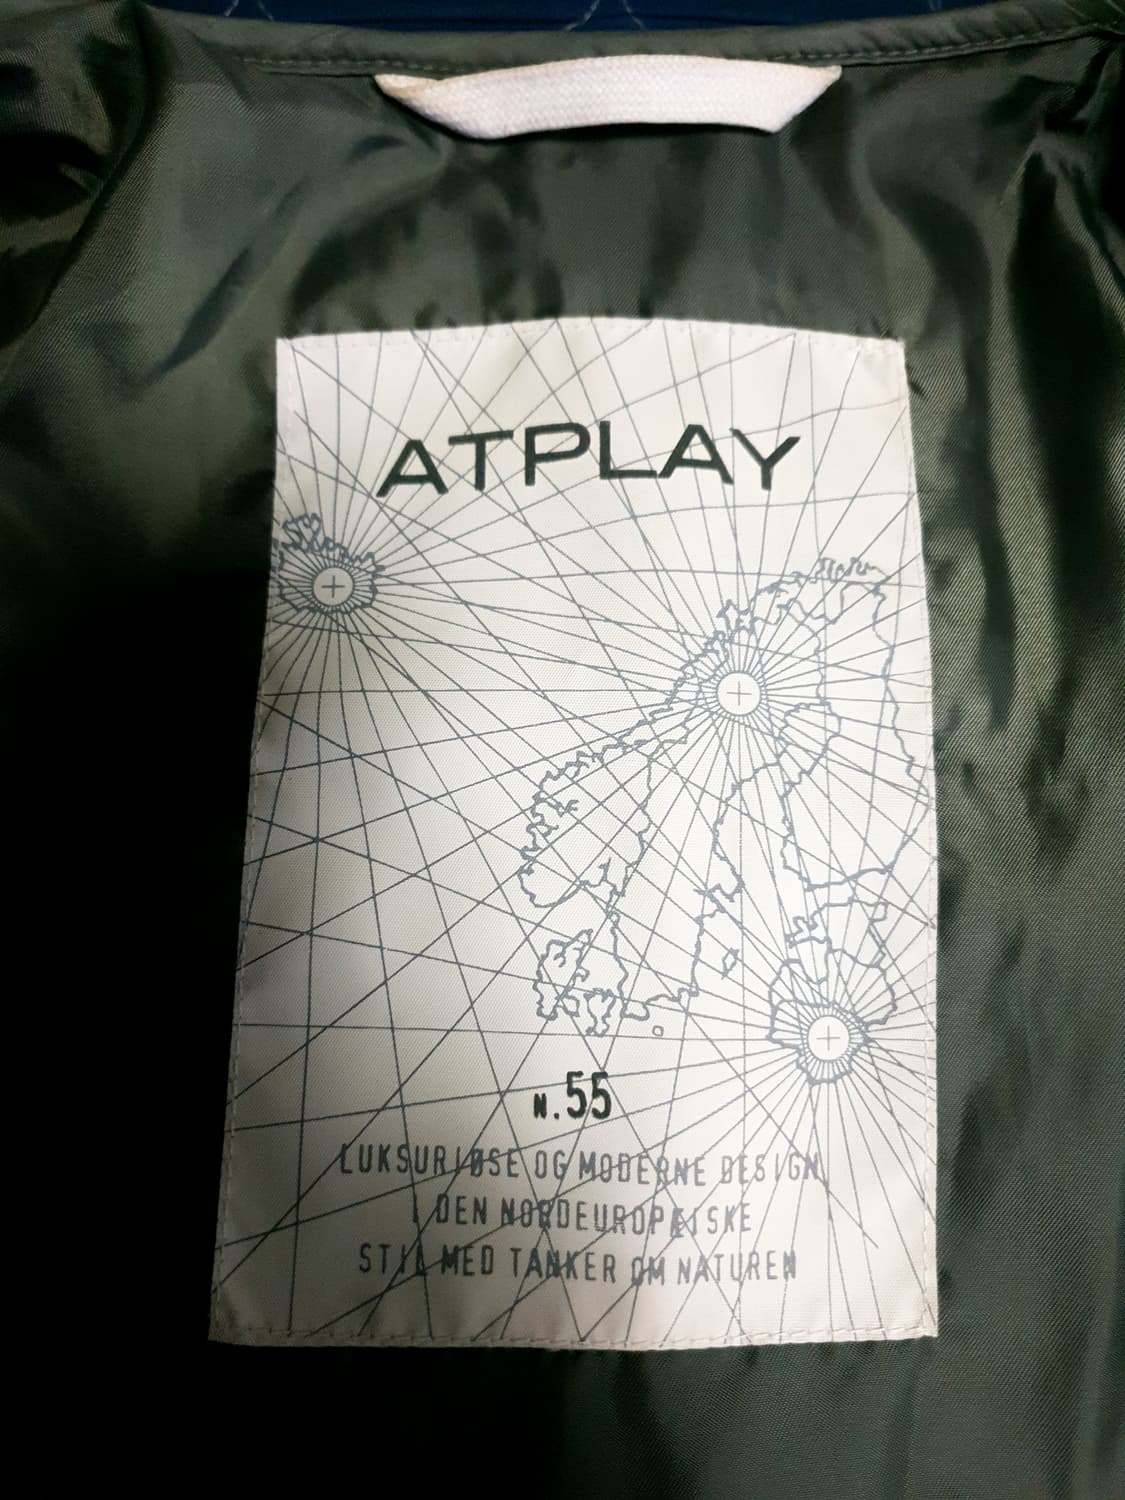 ATPLAY
N.55
LUKSURIØSE OG MODERNE DESIGN
I DEN NORDEUROPÆISKE
STIL MED TANKER OM NATUREN